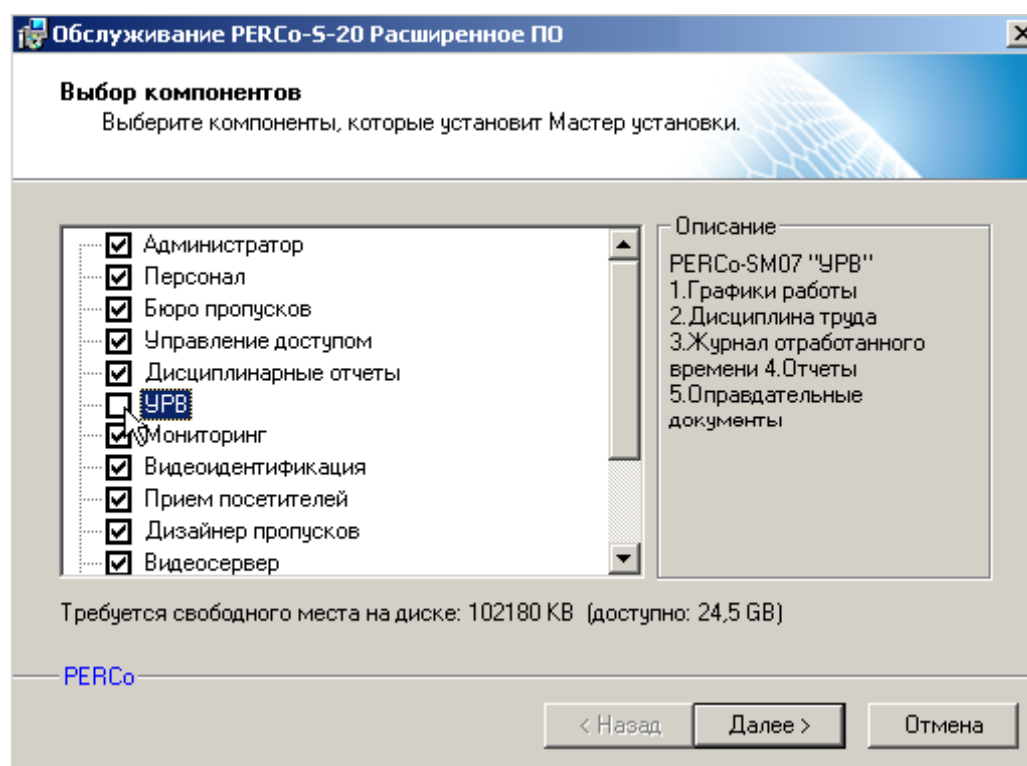 Обслуживание PERCo-S-20 Расширенное ПО
Выбор компонентов
Выберите компоненты, которые установит Мастер установки.
Администратор
Персонал
Бюро пропусков
Управление доступом
Дисциплинарные отчеты
УРВ
Мониторинг
Видеоидентификация
Прием посетителей
Дизайнер пропусков
Видеосервер
Описание
PERCo-SM07 "УРВ"
1.Графики работы
2.Дисциплина труда
3.Журнал отработанного
времени 4.Отчеты
5.Оправдательные
документы
Требуется свободного места на диске: 102180 KB (доступно: 24,5 GB)
PERCo
< Назад
Далее >
Отмена